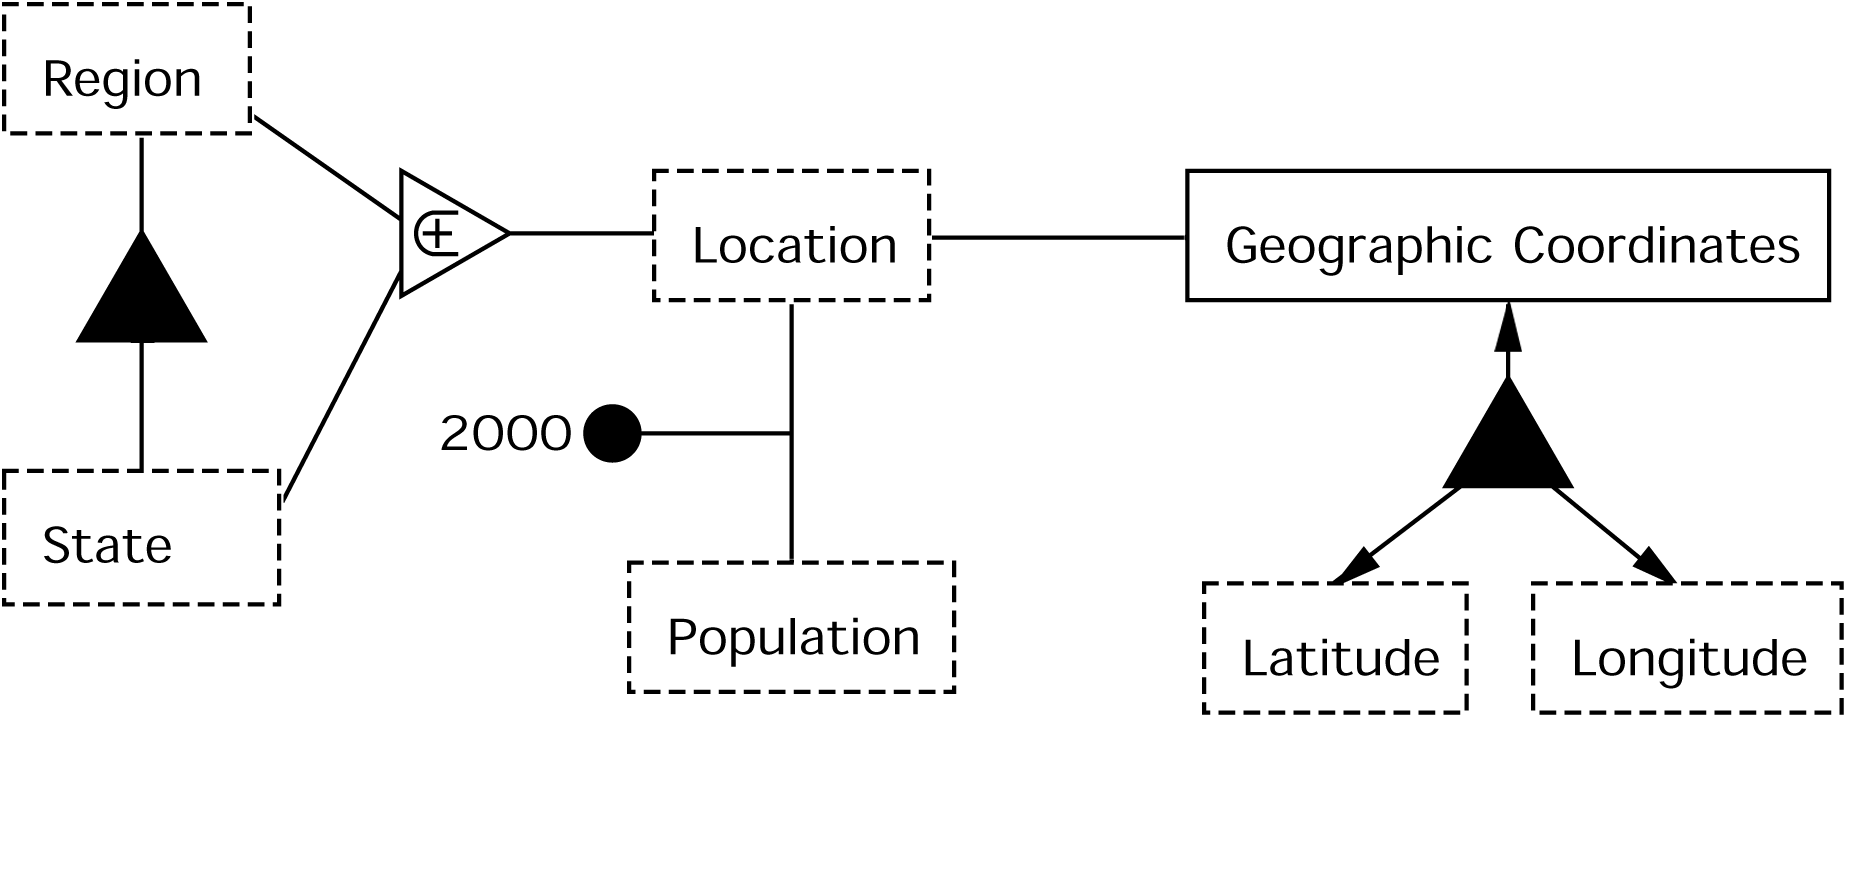 Region
Location
Geographic Coordinates
2000
State
Population
Latitude
Longitude